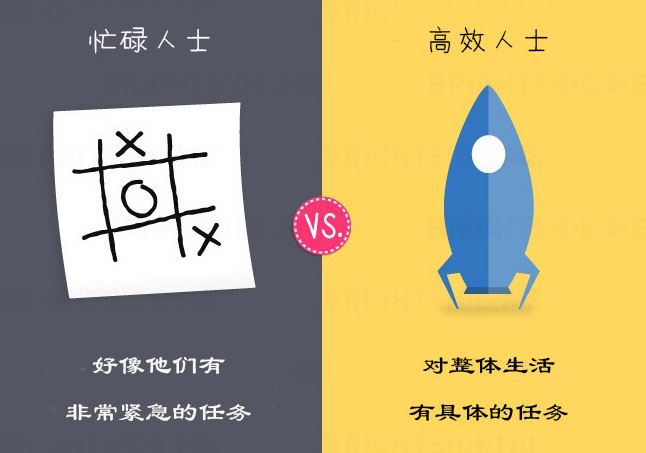 忙碌人士
高效人士
BRIGHTSIDE.ME
VS.
好像他们有
非常紧急的任务
对整体生活
有具体的任务